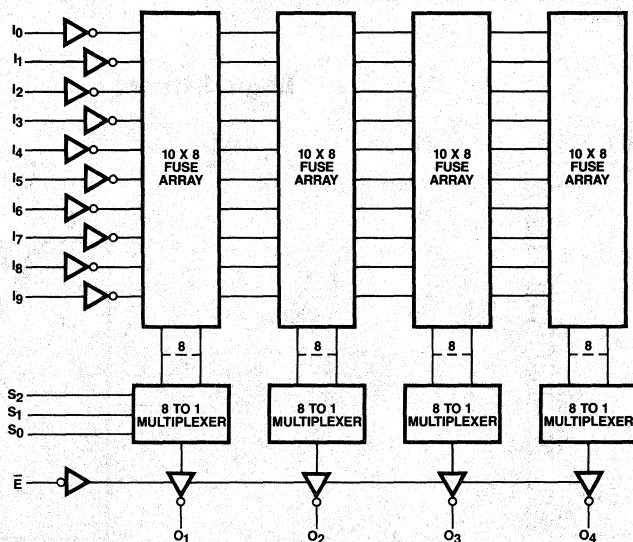 I0
I1
I2
I3
I4
I5
I6
I7
I8
I9
10 X 8
FUSE
ARRAY
10 X 8
FUSE
ARRAY
10 X 8
FUSE
ARRAY
10 X 8
FUSE
ARRAY
8
8
8
8
S2
S1
S0
8 TO 1
MULTIPLEXER
8 TO 1
MULTIPLEXER
8 TO 1
MULTIPLEXER
8 TO 1
MULTIPLEXER
E̅
O1
O2
O3
O4